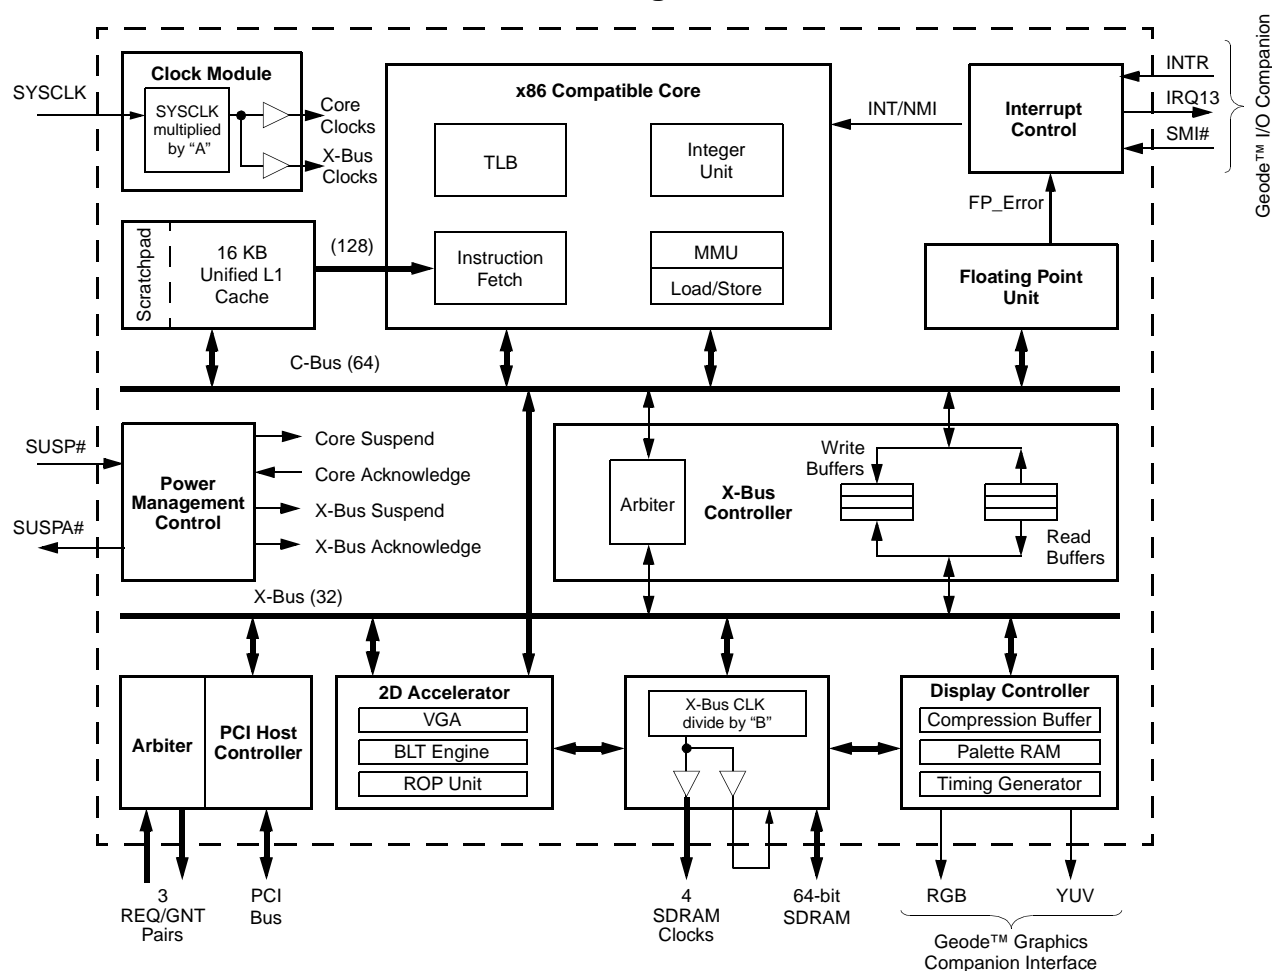 Clock Module
SYSCLK
SYSCLK
multiplied
by “A”
Core
Clocks
X-Bus
Clocks
x86 Compatible Core
TLB
Integer
Unit
Instruction
Fetch
MMU
Load/Store
INT/NMI
Interrupt
Control
INTR
IRQ13
SMI#
Geode™ I/O Companion
FP_Error
Floating Point
Unit
Scratchpad
16 KB
Unified L1
Cache
(128)
C-Bus (64)
SUSP#
SUSPA#
Power
Management
Control
Core Suspend
Core Acknowledge
X-Bus Suspend
X-Bus Acknowledge
Arbiter
X-Bus
Controller
Write
Buffers
Read
Buffers
X-Bus (32)
Arbiter
PCI Host
Controller
2D Accelerator
VGA
BLT Engine
ROP Unit
X-Bus CLK
divide by “B”
Display Controller
Compression Buffer
Palette RAM
Timing Generator
3
REQ/GNT
Pairs
PCI
Bus
4
SDRAM
Clocks
64-bit
SDRAM
RGB
YUV
Geode™ Graphics
Companion Interface